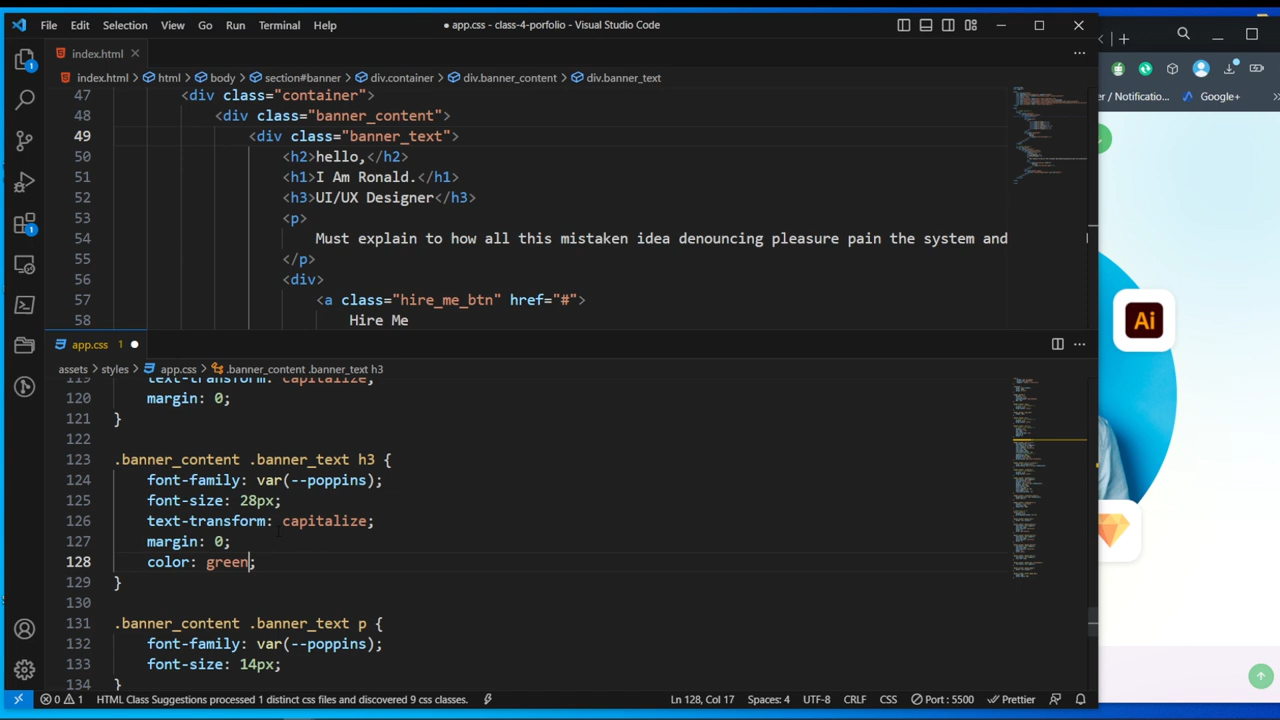 File Edit Selection View Go Run Terminal Help ● app.css - class-4-porfolio - Visual Studio Code
index.html
index.html > html > body > section#banner > div.container > div.banner_content > div.banner_text
47 <div class="container">
48 <div class="banner_content">
49 <div class="banner_text">
50 <h2>hello,</h2>
51 <h1>I Am Ronald.</h1>
52 <h3>UI/UX Designer</h3>
53 <p>
54 Must explain to how all this mistaken idea denouncing pleasure pain the system and
55 </p>
56 <div>
57 <a class="hire_me_btn" href="#">
58 Hire Me
app.css 1 ●
assets > styles > app.css > .banner_content .banner_text h3
119 text-transform: capitalize;
120 margin: 0;
121 }
122
123 .banner_content .banner_text h3 {
124 font-family: var(--poppins);
125 font-size: 28px;
126 text-transform: capitalize;
127 margin: 0;
128 color: green;
129 }
130
131 .banner_content .banner_text p {
132 font-family: var(--poppins);
133 font-size: 14px;
134 }
0 1 HTML Class Suggestions processed 1 distinct css files and discovered 9 css classes. Ln 128, Col 17 Spaces: 4 UTF-8 CRLF CSS Port : 5500 Prettier
1
1
r / Notificatio... Google+
Ai